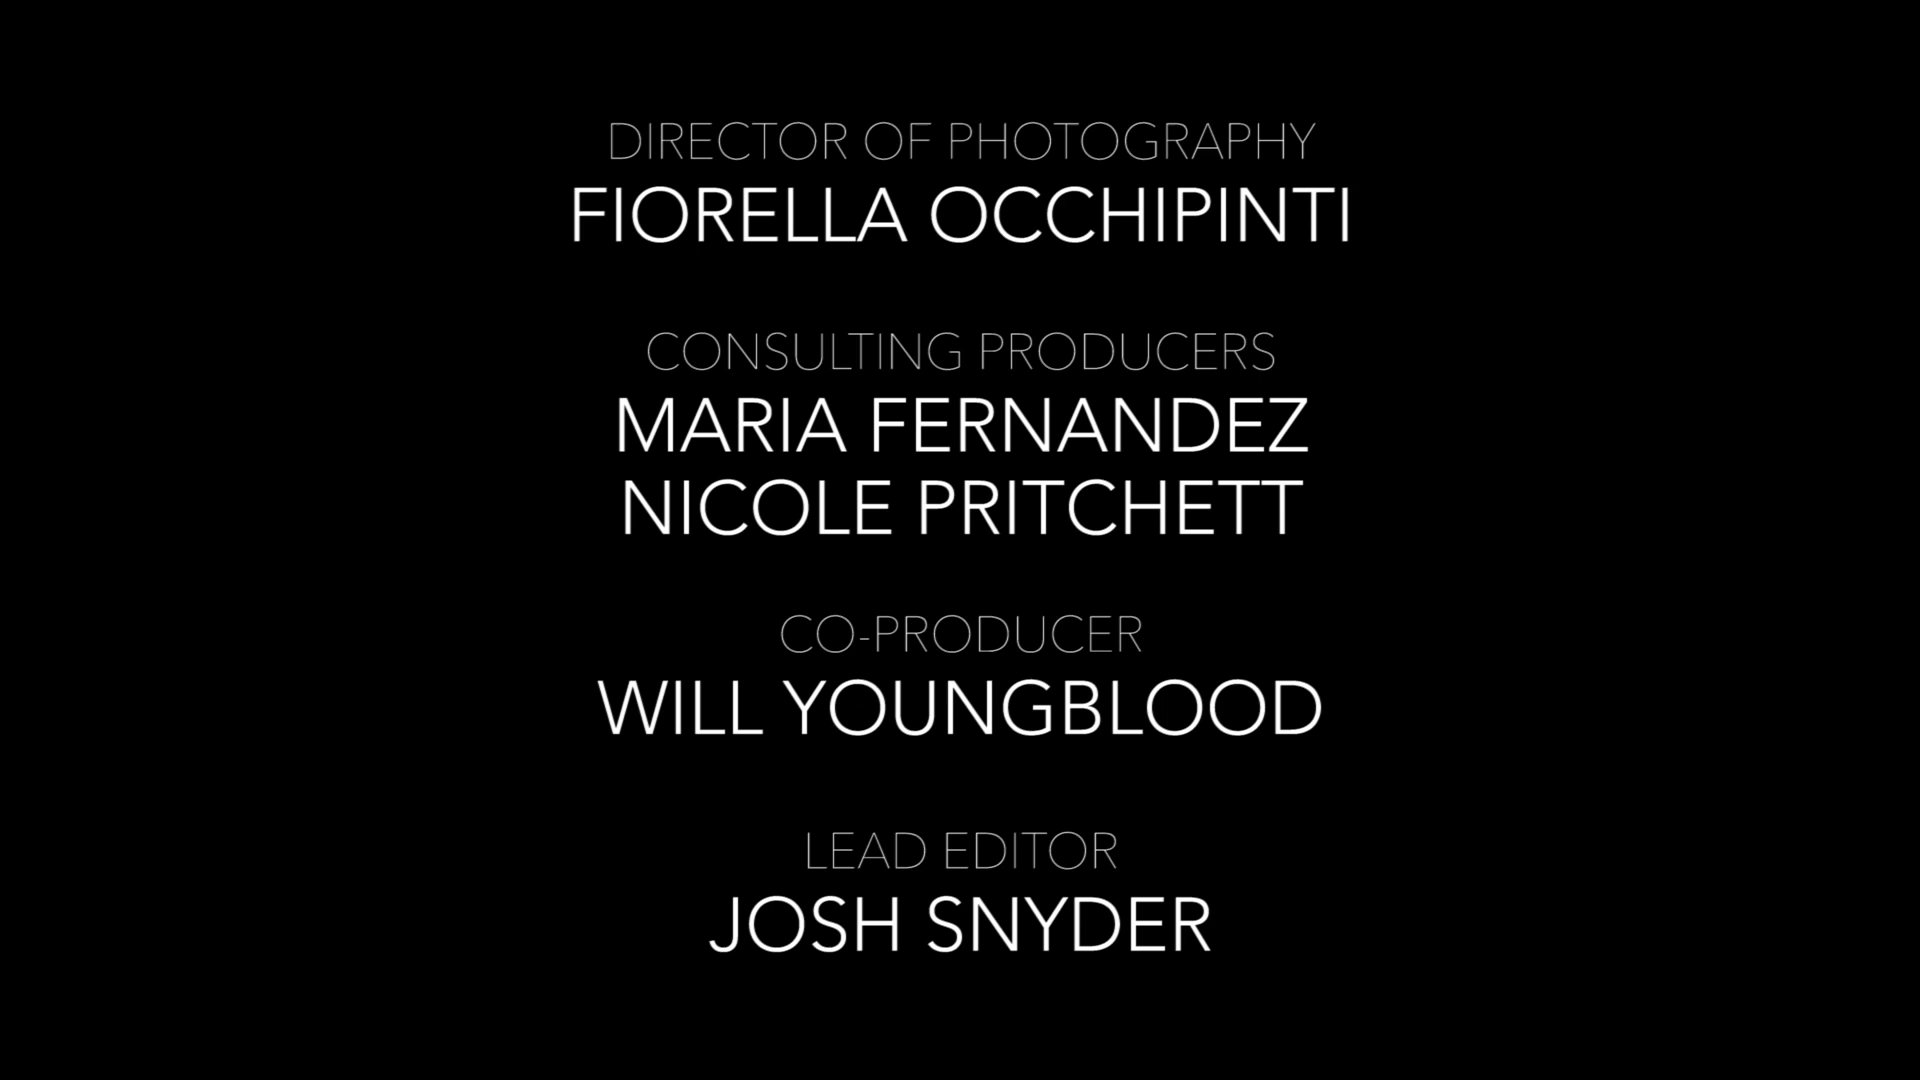 DIRECTOR OF PHOTOGRAPHY
FIORELLA OCCHIPINTI
CONSULTING PRODUCERS
MARIA FERNANDEZ
NICOLE PRITCHETT
CO-PRODUCER
WILL YOUNGBLOOD
LEAD EDITOR
JOSH SNYDER